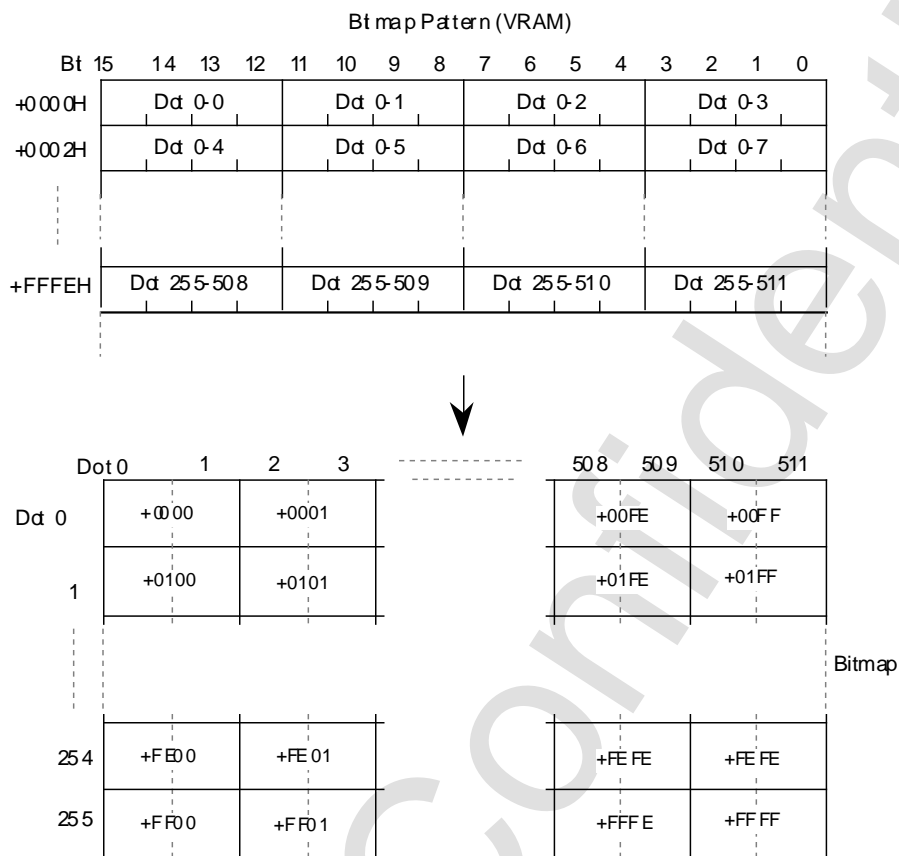 Bitmap Pattern (VRAM)
Bit 15 14 13 12 11 10 9 8 7 6 5 4 3 2 1 0
+0000H Dot 0-0 Dot 0-1 Dot 0-2 Dot 0-3
+0002H Dot 0-4 Dot 0-5 Dot 0-6 Dot 0-7
+FFFEH Dot 255-508 Dot 255-509 Dot 255-510 Dot 255-511
Dot 0 1 2 3 508 509 510 511
Dot 0 +0000 +0001 +00FE +00FF
1 +0100 +0101 +01FE +01FF
Bitmap
254 +FE00 +FE01 +FEFE +FEFE
255 +FF00 +FF01 +FFFE +FFFF
Confident